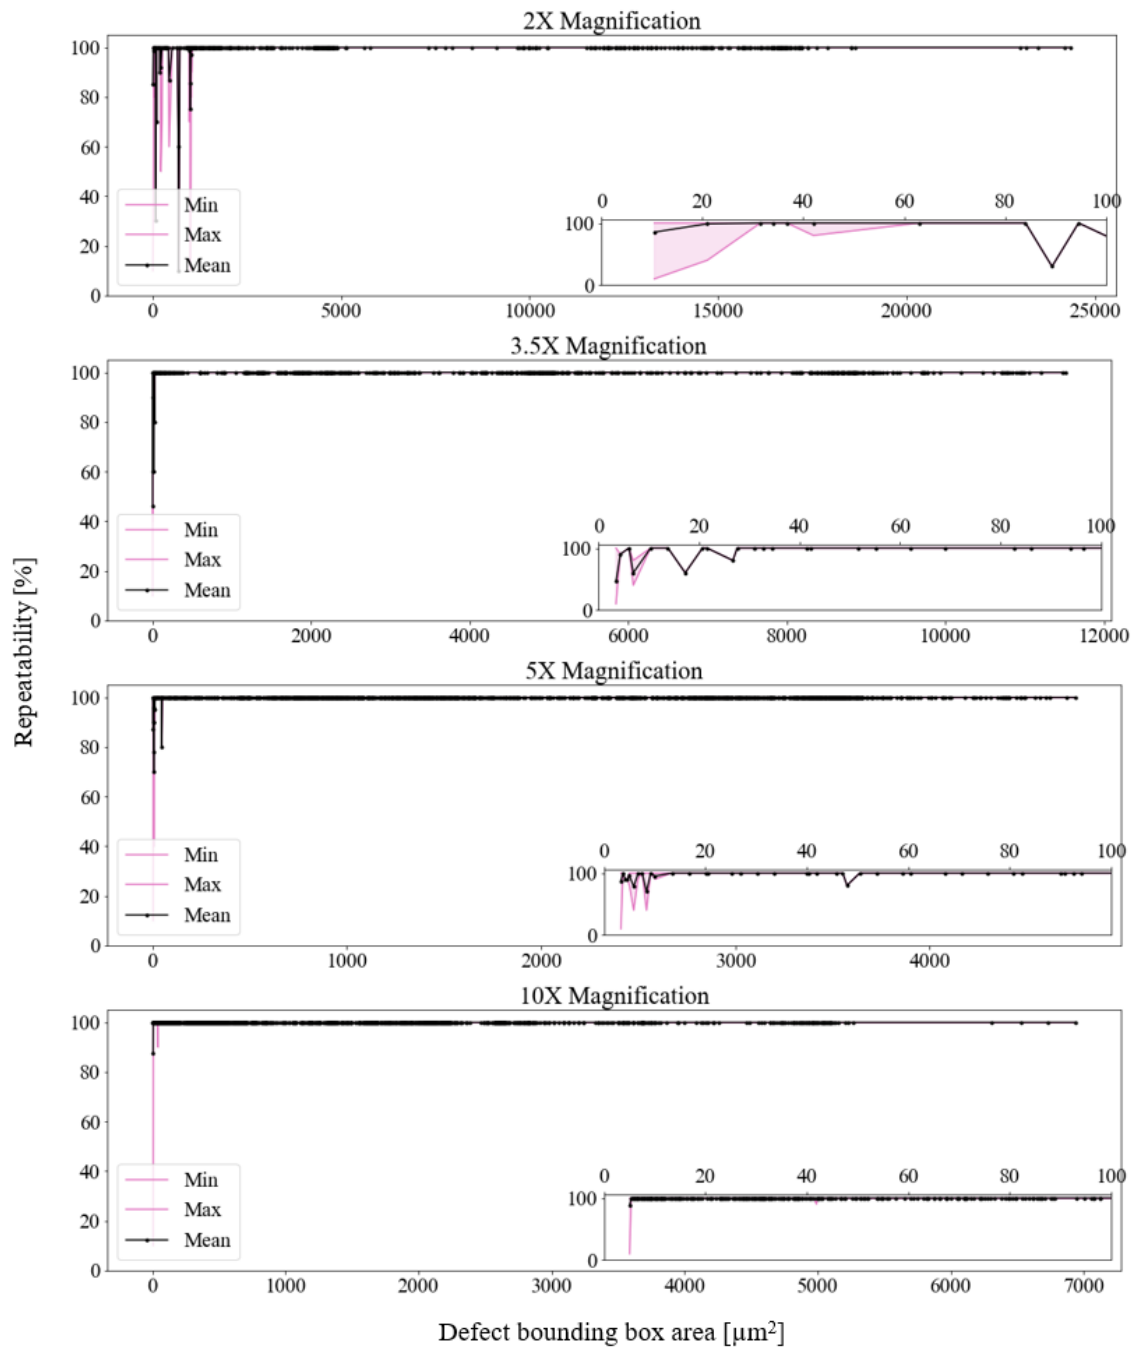 2X Magnification
100
80
60
40
20
0
Min
Max
Mean
0 20 40 60 80 100
100
0
0 5000 10000 15000 20000 25000
3.5X Magnification
100
80
60
40
20
0
Min
Max
Mean
0 20 40 60 80 100
100
0
0 2000 4000 6000 8000 10000 12000
Repeatability [%]
5X Magnification
100
80
60
40
20
0
Min
Max
Mean
0 20 40 60 80 100
100
0
0 1000 2000 3000 4000
10X Magnification
100
80
60
40
20
0
Min
Max
Mean
0 20 40 60 80 100
100
0
0 1000 2000 3000 4000 5000 6000 7000
Defect bounding box area [µm²]